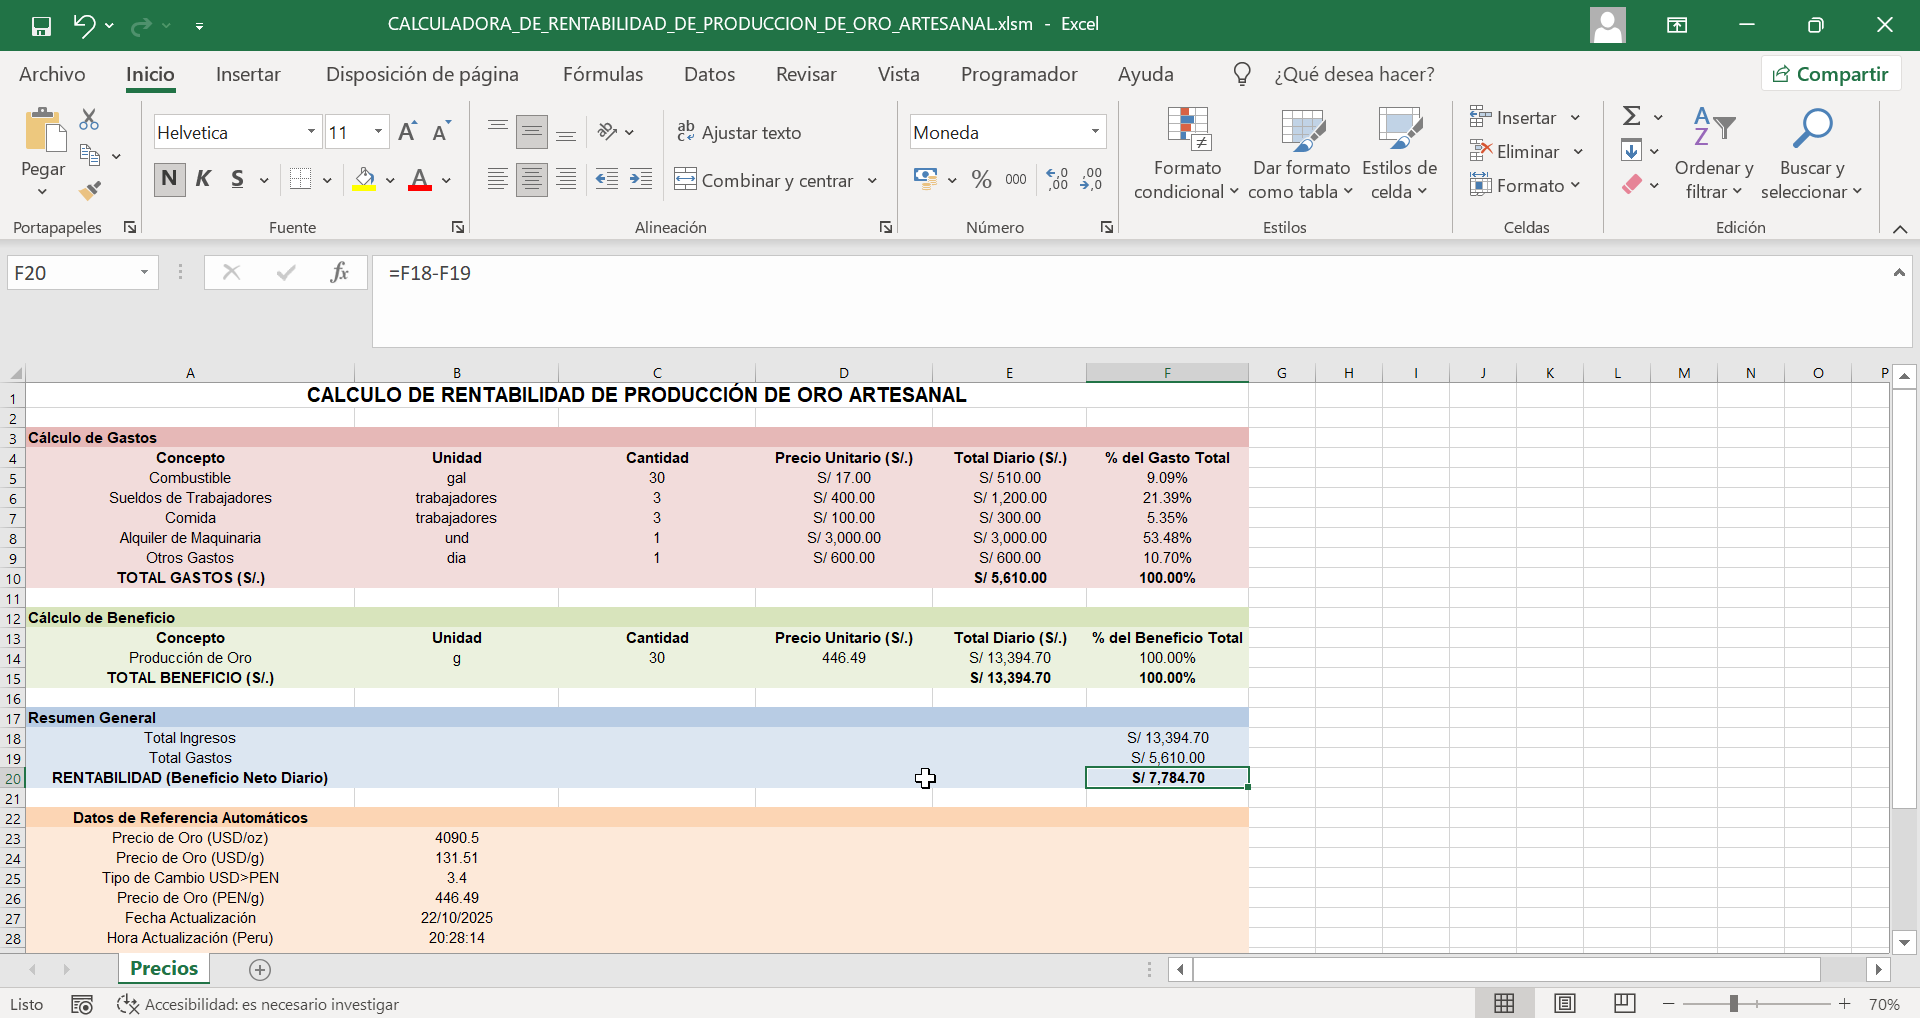 CALCULADORA_DE_RENTABILIDAD_DE_PRODUCCION_DE_ORO_ARTESANAL.xlsm - Excel
Archivo Inicio Insertar Disposición de página Fórmulas Datos Revisar Vista Programador Ayuda ¿Qué desea hacer? Compartir
Pegar
Portapapeles
Helvetica 11 A A
N K S A
Fuente
ab c Ajustar texto
Combinar y centrar
Alineación
Moneda
% 000 ,0 ,00 ,00 ,0
Número
Formato condicional
Dar formato como tabla
Estilos de celda
Estilos
Insertar
Eliminar
Formato
Celdas
Σ
A Z
Ordenar y filtrar
Buscar y seleccionar
Edición
F20 fx =F18-F19
A B C D E F G H I J K L M N O P
1 CALCULO DE RENTABILIDAD DE PRODUCCIÓN DE ORO ARTESANAL
2
3 Cálculo de Gastos
4 Concepto Unidad Cantidad Precio Unitario (S/.) Total Diario (S/.) % del Gasto Total
5 Combustible gal 30 S/ 17.00 S/ 510.00 9.09%
6 Sueldos de Trabajadores trabajadores 3 S/ 400.00 S/ 1,200.00 21.39%
7 Comida trabajadores 3 S/ 100.00 S/ 300.00 5.35%
8 Alquiler de Maquinaria und 1 S/ 3,000.00 S/ 3,000.00 53.48%
9 Otros Gastos dia 1 S/ 600.00 S/ 600.00 10.70%
10 TOTAL GASTOS (S/.) S/ 5,610.00 100.00%
11
12 Cálculo de Beneficio
13 Concepto Unidad Cantidad Precio Unitario (S/.) Total Diario (S/.) % del Beneficio Total
14 Producción de Oro g 30 446.49 S/ 13,394.70 100.00%
15 TOTAL BENEFICIO (S/.) S/ 13,394.70 100.00%
16
17 Resumen General
18 Total Ingresos S/ 13,394.70
19 Total Gastos S/ 5,610.00
20 RENTABILIDAD (Beneficio Neto Diario) S/ 7,784.70
21
22 Datos de Referencia Automáticos
23 Precio de Oro (USD/oz) 4090.5
24 Precio de Oro (USD/g) 131.51
25 Tipo de Cambio USD>PEN 3.4
26 Precio de Oro (PEN/g) 446.49
27 Fecha Actualización 22/10/2025
28 Hora Actualización (Peru) 20:28:14
Precios
Listo Accesibilidad: es necesario investigar 70%